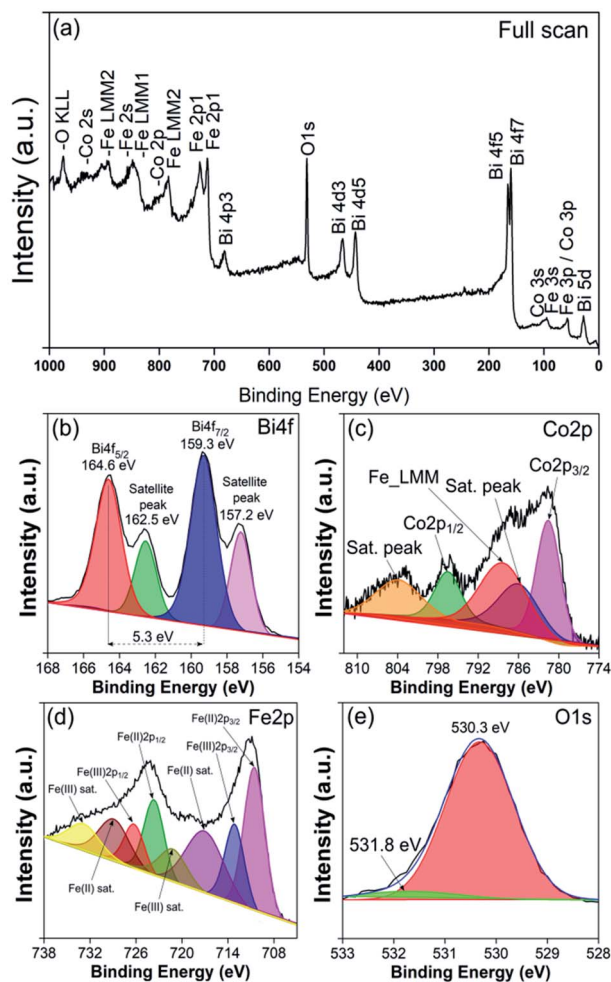 (a)
Full scan
Intensity (a.u.)
-O KLL
-Co 2s
-Fe LMM2
-Fe 2s
-Fe LMM1
-Co 2p
Fe LMM2
Fe 2p1
Fe 2p1
Bi 4p3
O1s
Bi 4d3
Bi 4d5
Bi 4f5
Bi 4f7
Co 3s
Fe 3s
Fe 3p / Co 3p
Bi 5d
1000 900 800 700 600 500 400 300 200 100 0
Binding Energy (eV)
(b)
Bi4f
Intensity (a.u.)
Bi4f5/2
164.6 eV
Satellite
peak
162.5 eV
Bi4f7/2
159.3 eV
Satellite
peak
157.2 eV
5.3 eV
168 166 164 162 160 158 156 154
Binding Energy (eV)
(c)
Co2p
Intensity (a.u.)
Co2p3/2
Fe_LMM
Sat. peak
Co2p1/2
Sat. peak
810 804 798 792 786 780 774
Binding Energy (eV)
(d)
Fe2p
Intensity (a.u.)
Fe(II)2p3/2
Fe(II)2p1/2
Fe(III)2p3/2
Fe(III)2p1/2
Fe(II) sat.
Fe(III) sat.
Fe(II) sat.
Fe(III) sat.
738 732 726 720 714 708
Binding Energy (eV)
(e)
O1s
Intensity (a.u.)
530.3 eV
531.8 eV
533 532 531 530 529 528
Binding Energy (eV)